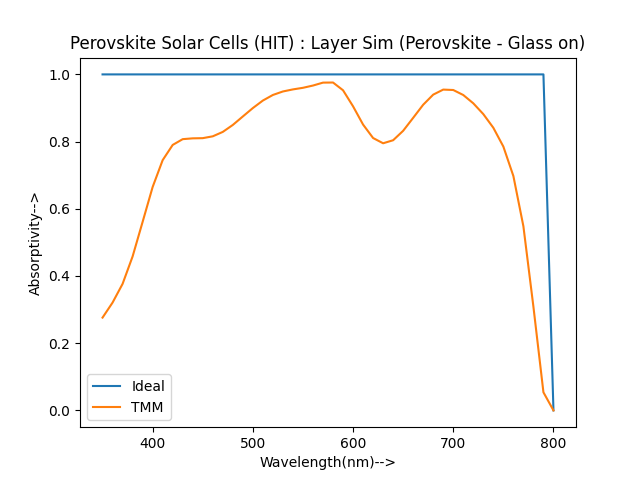 Perovskite Solar Cells (HIT) : Layer Sim (Perovskite - Glass on)
1.0
0.8
0.6
0.4
0.2
0.0
Absorptivity-->
Ideal
TMM
400 500 600 700 800
Wavelength(nm)-->